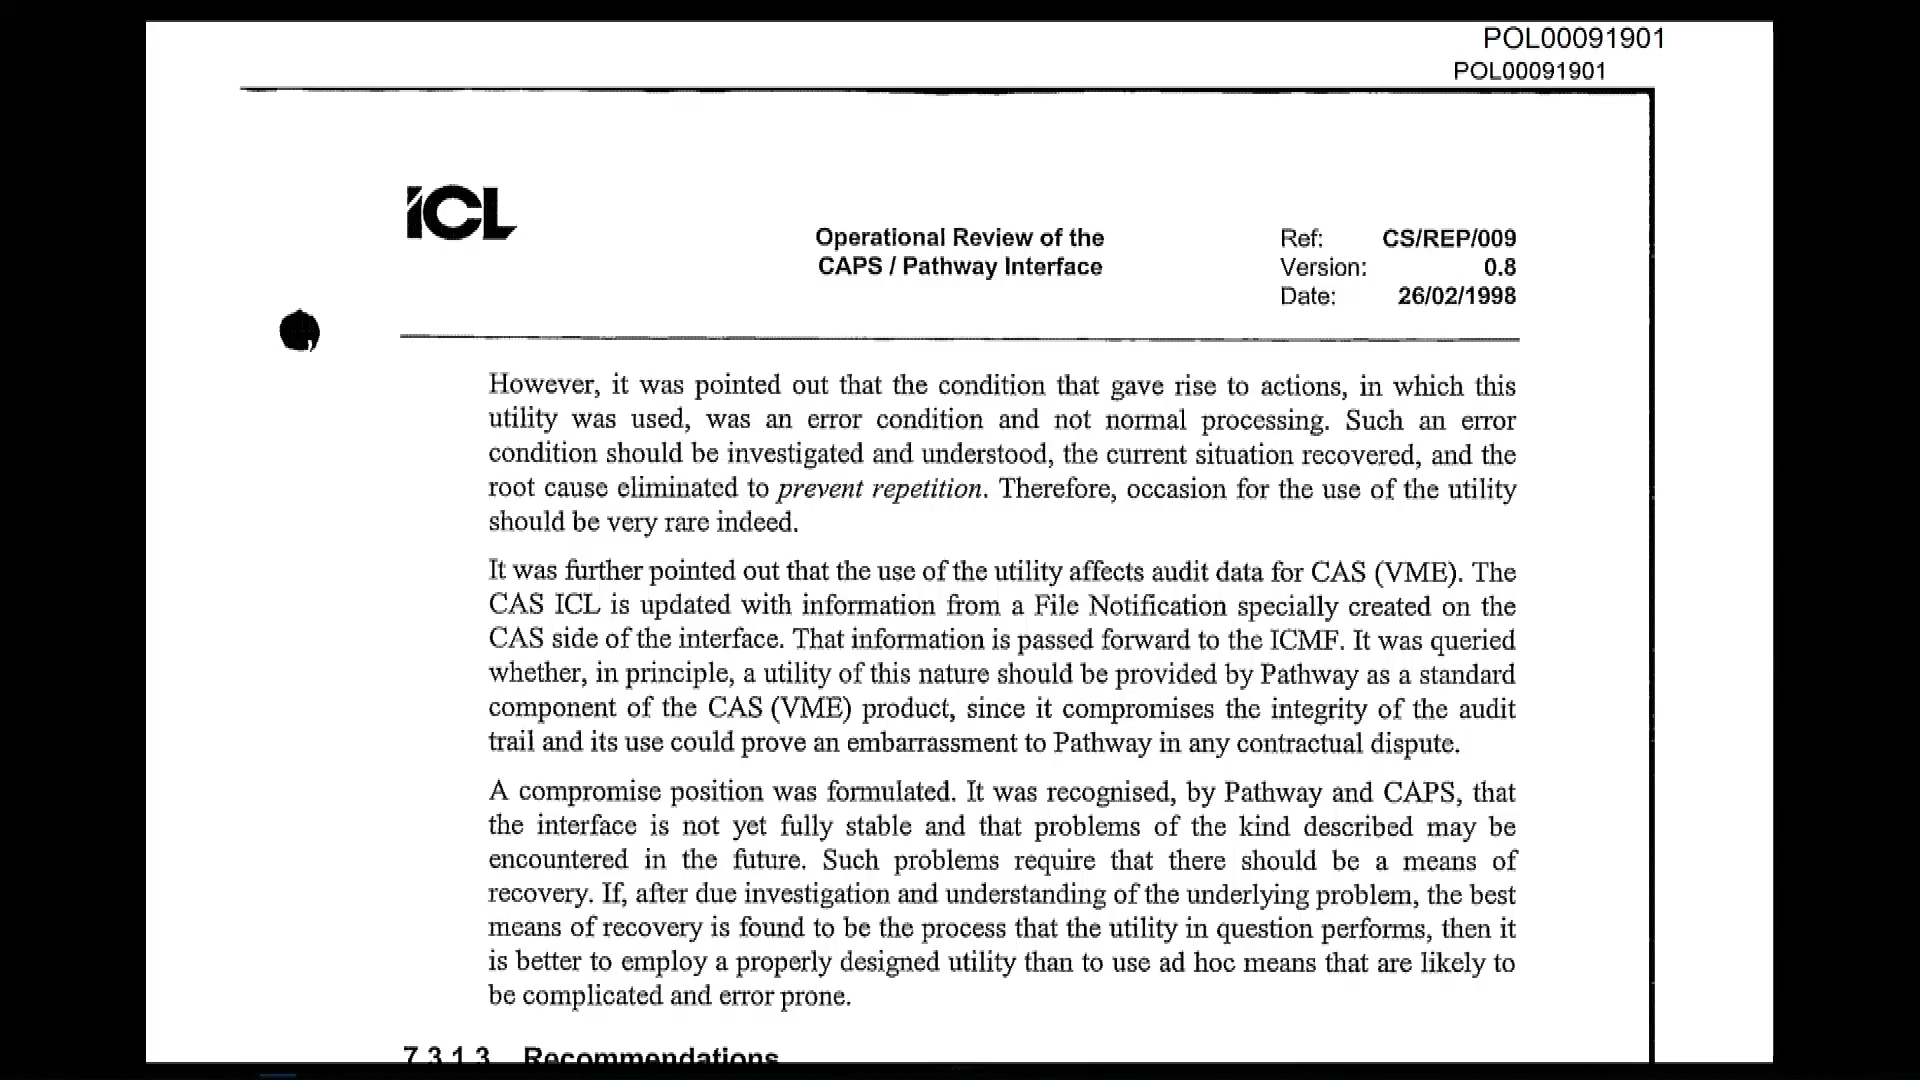 POL00091901
POL00091901
ICL
Operational Review of the
CAPS / Pathway Interface
Ref: CS/REP/009
Version: 0.8
Date: 26/02/1998
However, it was pointed out that the condition that gave rise to actions, in which this
utility was used, was an error condition and not normal processing. Such an error
condition should be investigated and understood, the current situation recovered, and the
root cause eliminated to prevent repetition. Therefore, occasion for the use of the utility
should be very rare indeed.
It was further pointed out that the use of the utility affects audit data for CAS (VME). The
CAS ICL is updated with information from a File Notification specially created on the
CAS side of the interface. That information is passed forward to the ICMF. It was queried
whether, in principle, a utility of this nature should be provided by Pathway as a standard
component of the CAS (VME) product, since it compromises the integrity of the audit
trail and its use could prove an embarrassment to Pathway in any contractual dispute.
A compromise position was formulated. It was recognised, by Pathway and CAPS, that
the interface is not yet fully stable and that problems of the kind described may be
encountered in the future. Such problems require that there should be a means of
recovery. If, after due investigation and understanding of the underlying problem, the best
means of recovery is found to be the process that the utility in question performs, then it
is better to employ a properly designed utility than to use ad hoc means that are likely to
be complicated and error prone.
7.3.1.3 Recommendations